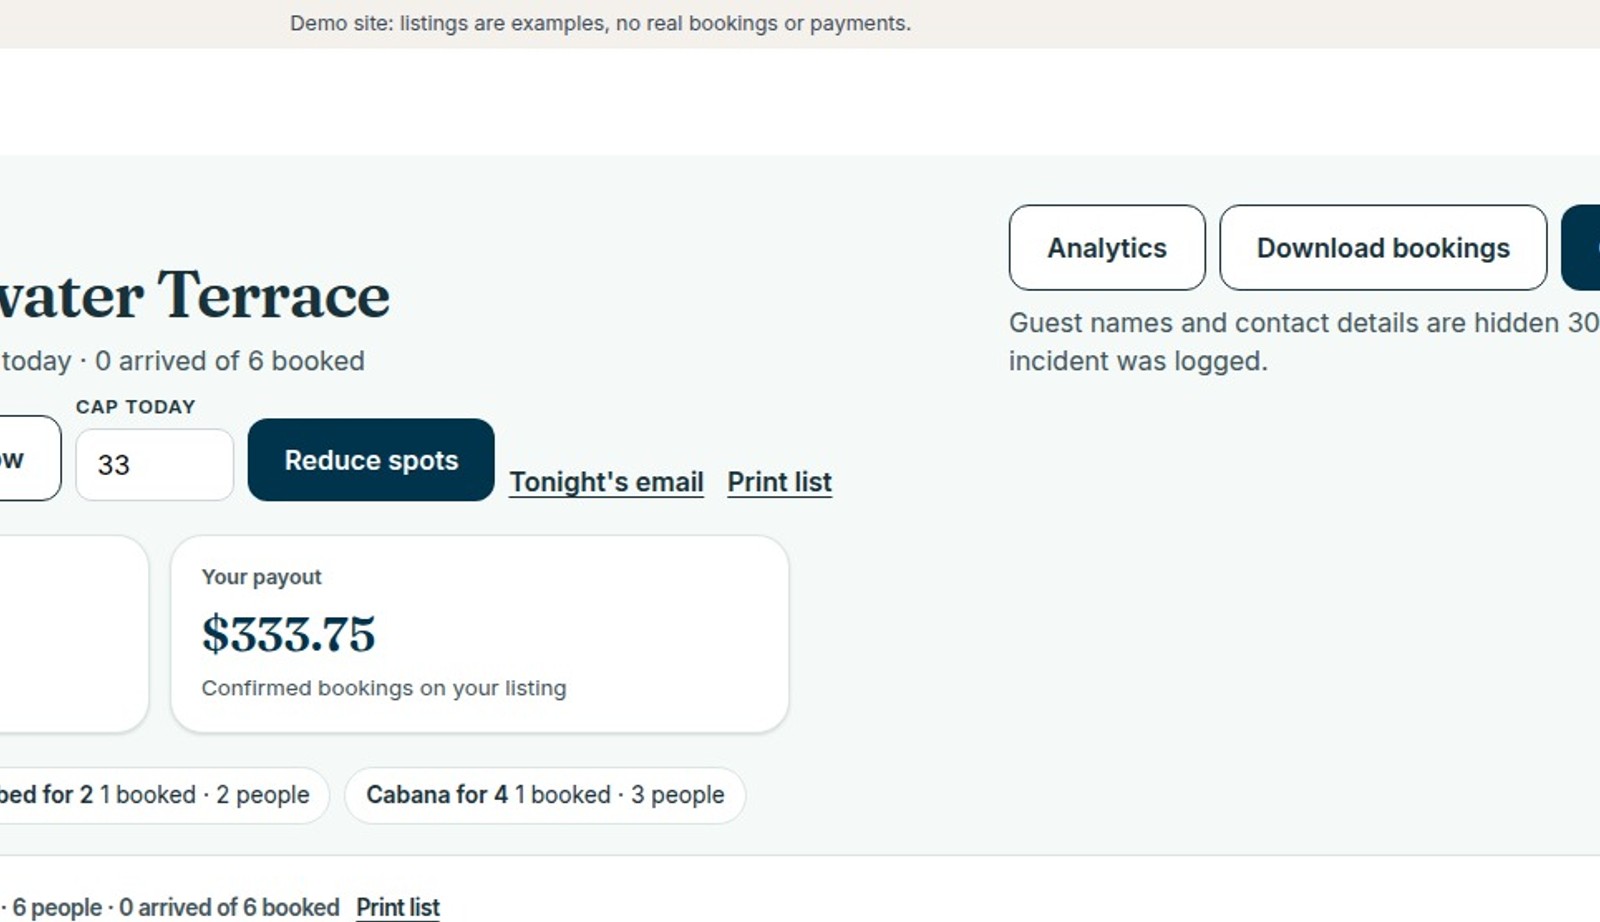 Demo site: listings are examples, no real bookings or payments.
Analytics
Download bookings
water Terrace
Guest names and contact details are hidden 30
incident was logged.
today · 0 arrived of 6 booked
CAP TODAY
33
Reduce spots
Tonight's email
Print list
Your payout
$333.75
Confirmed bookings on your listing
bed for 2 1 booked · 2 people
Cabana for 4 1 booked · 3 people
· 6 people · 0 arrived of 6 booked Print list